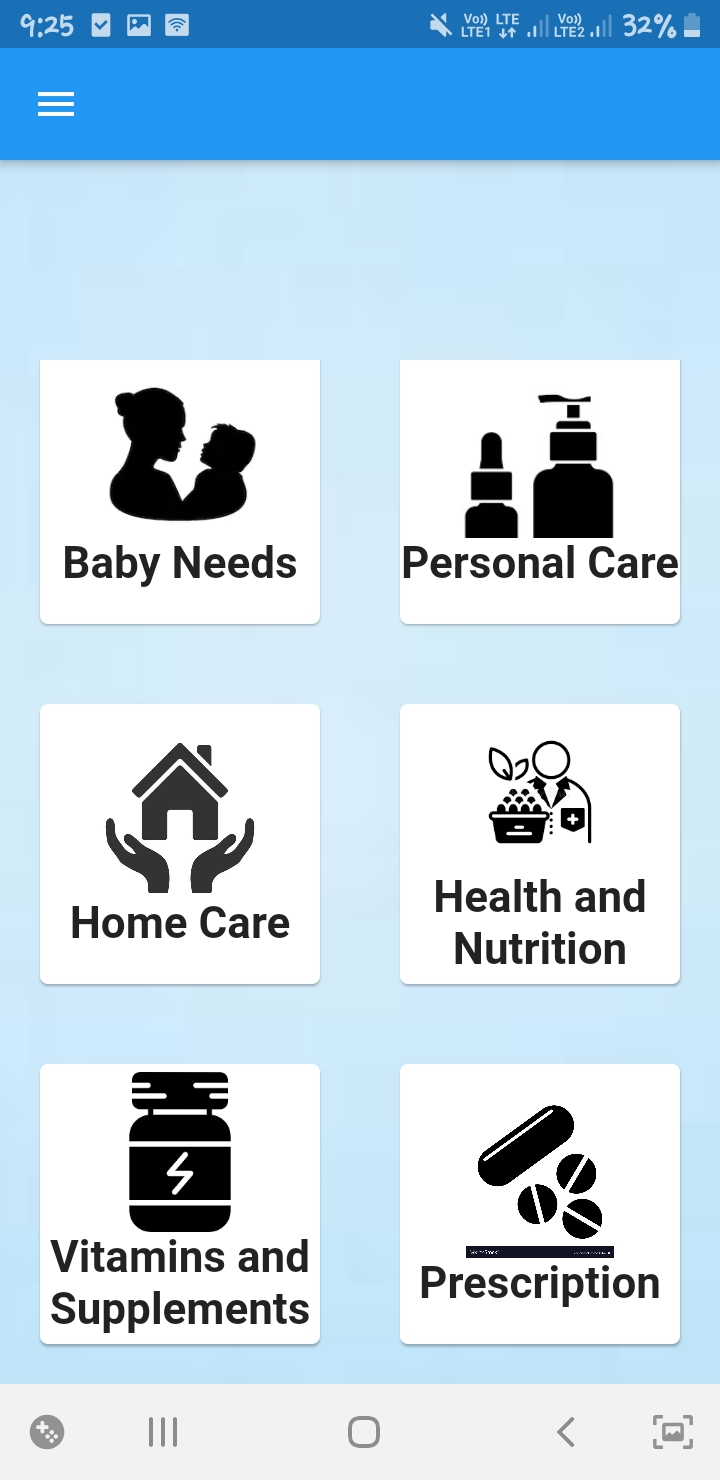 9:25
Vo)) LTE Vo)) 32%
LTE1 LTE2
Baby Needs
Personal Care
Home Care
Health and
Nutrition
Vitamins and
Supplements
Prescription